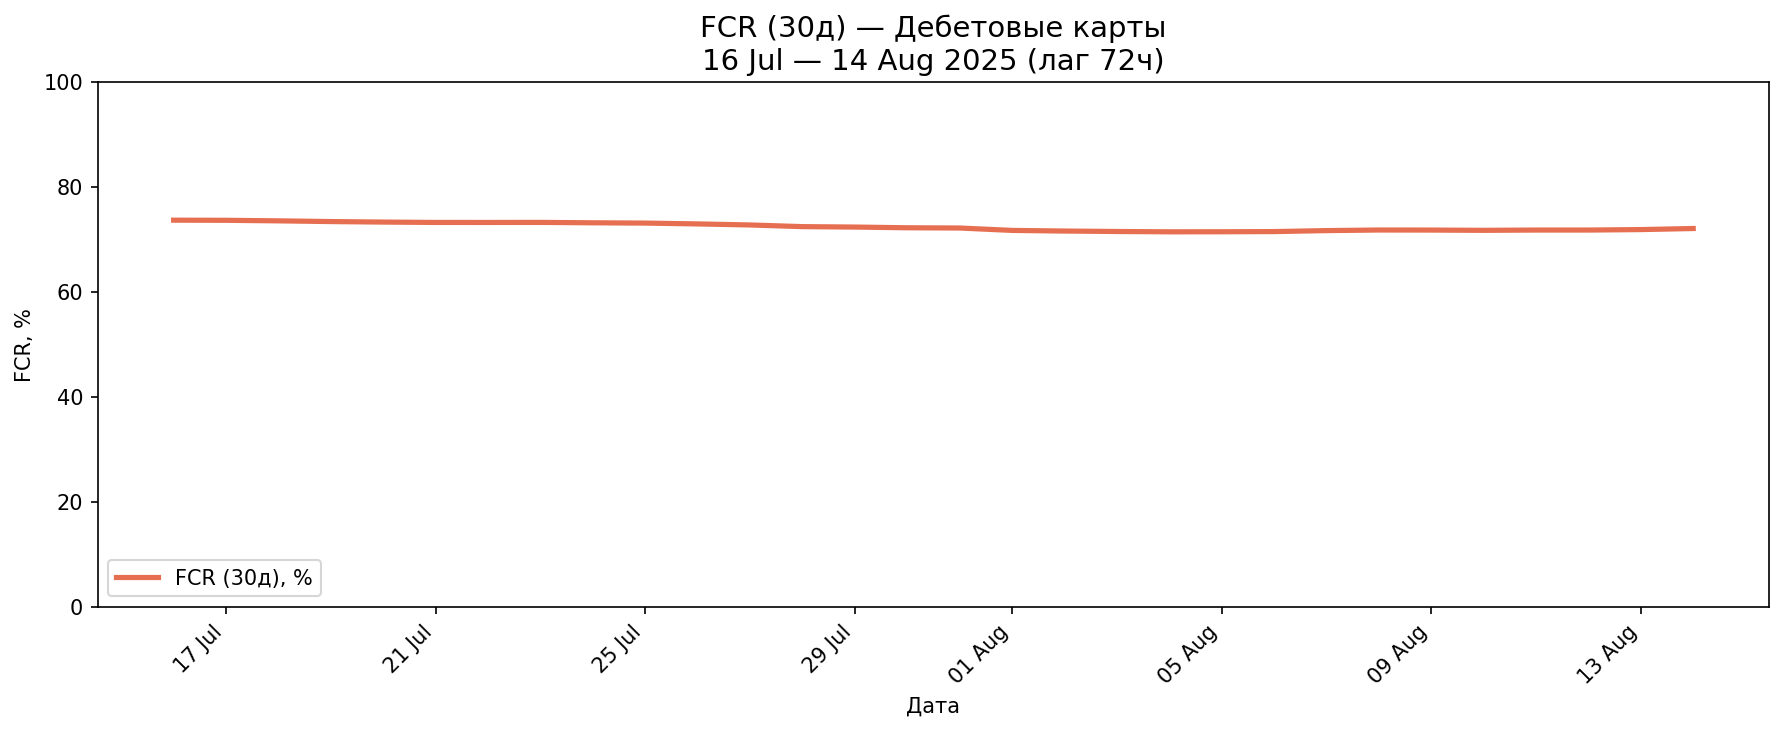 FCR (30д) — Дебетовые карты
16 Jul — 14 Aug 2025 (лаг 72ч)
FCR, %
100
80
60
40
20
0
FCR (30д), %
17 Jul
21 Jul
25 Jul
29 Jul
01 Aug
05 Aug
09 Aug
13 Aug
Дата